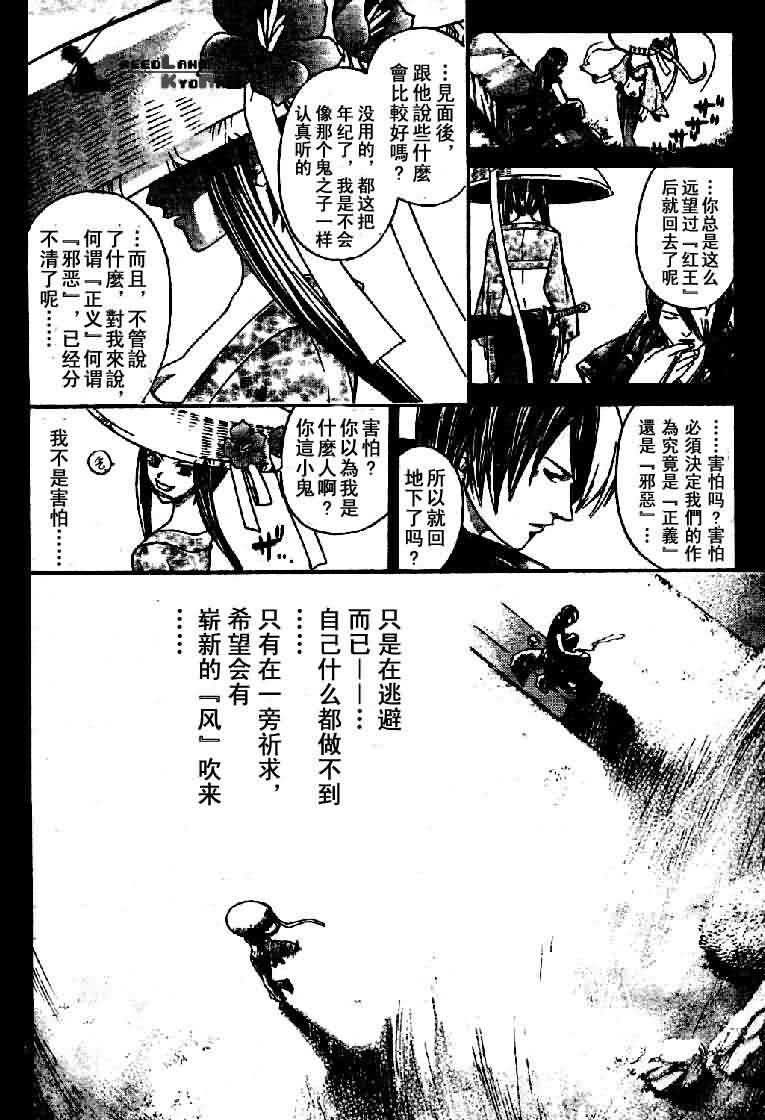 ザッ
ザッ
…你总是这么
远望过『红王』
后就回去了呢
…見面後，
跟他說些什麼
會比較好嗎？
没用的，都这把
年纪了，我是不会
像那个鬼之子一样
认真听的
…而且，不管說
了什麼，對我來說，
何谓『正义』何谓
『邪恶』，已经分
不清了呢……
…害怕吗？害怕
必須決定我們的作
為究竟是『正義』
還是『邪惡』…
所以就回
地下了吗？
害怕？
你以為我是
什麼人啊？
你這小鬼
我不是害怕……
只是在逃避
而已——…
自己什么都做不到
……
只有在一旁祈求，
希望会有
崭新的『风』吹来
……